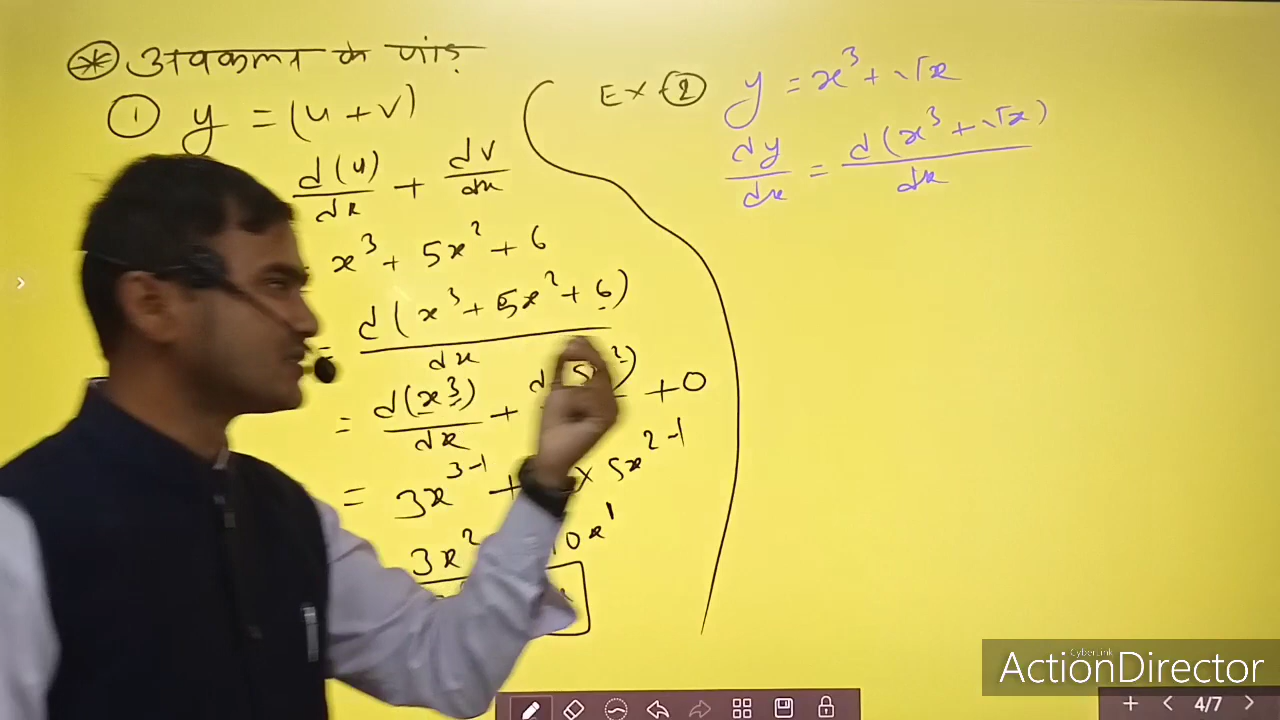 * अवकलन के जोड़
① y = (u + v)
d(u)/dx + dv/dx
x³ + 5x² + 6
= d(x³ + 5x² + 6)/dx
= d(x³)/dx + + 0
= 3x³⁻¹ + × 5x²⁻¹
3x² 10x¹
Ex-②
y = x³ + √x
dy/dx = d(x³ + √x)/dx
CyberLink
ActionDirector
4/7